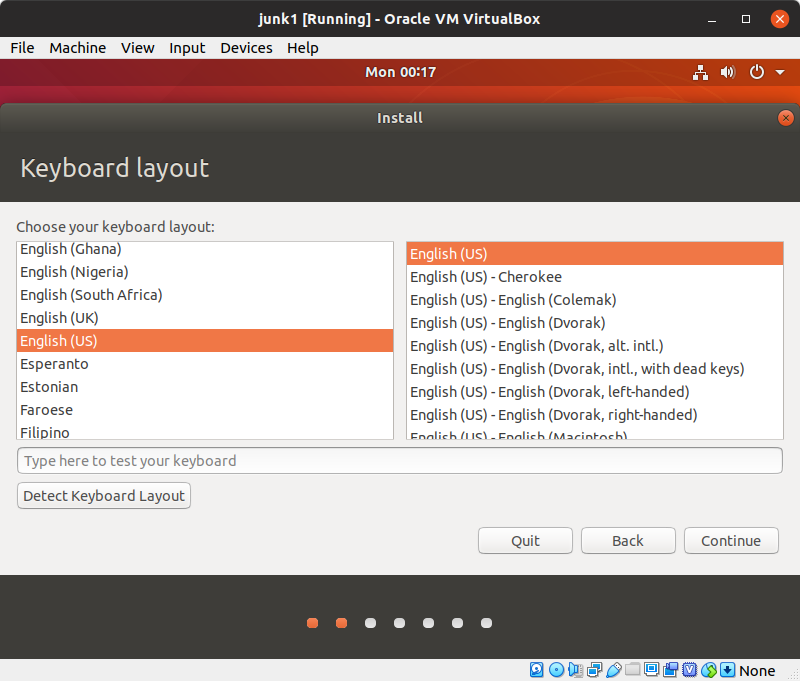 junk1 [Running] - Oracle VM VirtualBox
File Machine View Input Devices Help
Mon 00:17
Install
Keyboard layout
Choose your keyboard layout:
English (Ghana)
English (Nigeria)
English (South Africa)
English (UK)
English (US)
Esperanto
Estonian
Faroese
Filipino
English (US)
English (US) - Cherokee
English (US) - English (Colemak)
English (US) - English (Dvorak)
English (US) - English (Dvorak, alt. intl.)
English (US) - English (Dvorak, intl., with dead keys)
English (US) - English (Dvorak, left-handed)
English (US) - English (Dvorak, right-handed)
English (US) - English (Macintosh)
Type here to test your keyboard
Detect Keyboard Layout
Quit Back Continue
None